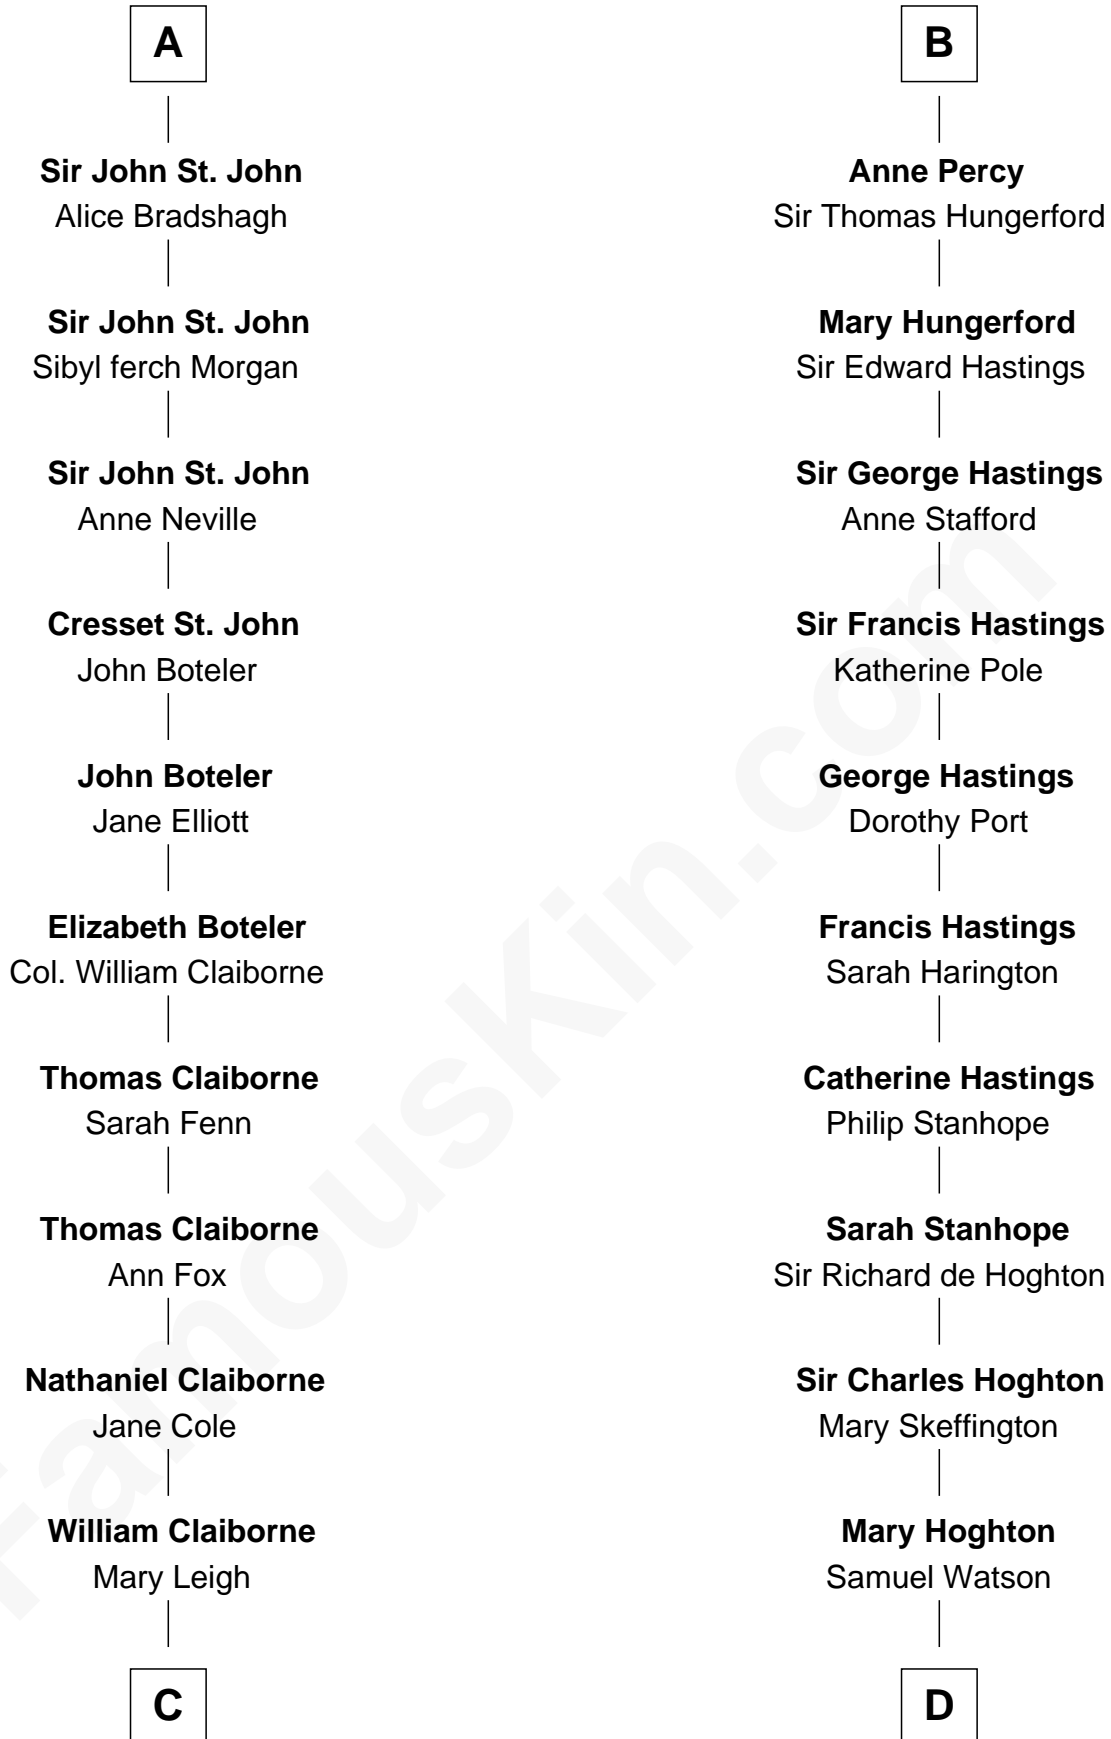 A
Sir John St. John
Alice Bradshagh
Sir John St. John
Sibyl ferch Morgan
Sir John St. John
Anne Neville
Cresset St. John
John Boteler
John Boteler
Jane Elliott
Elizabeth Boteler
Col. William Claiborne
Thomas Claiborne
Sarah Fenn
Thomas Claiborne
Ann Fox
Nathaniel Claiborne
Jane Cole
William Claiborne
Mary Leigh
C
B
Anne Percy
Sir Thomas Hungerford
Mary Hungerford
Sir Edward Hastings
Sir George Hastings
Anne Stafford
Sir Francis Hastings
Katherine Pole
George Hastings
Dorothy Port
Francis Hastings
Sarah Harington
Catherine Hastings
Philip Stanhope
Sarah Stanhope
Sir Richard de Hoghton
Sir Charles Hoghton
Mary Skeffington
Mary Hoghton
Samuel Watson
D
FamousKin.com